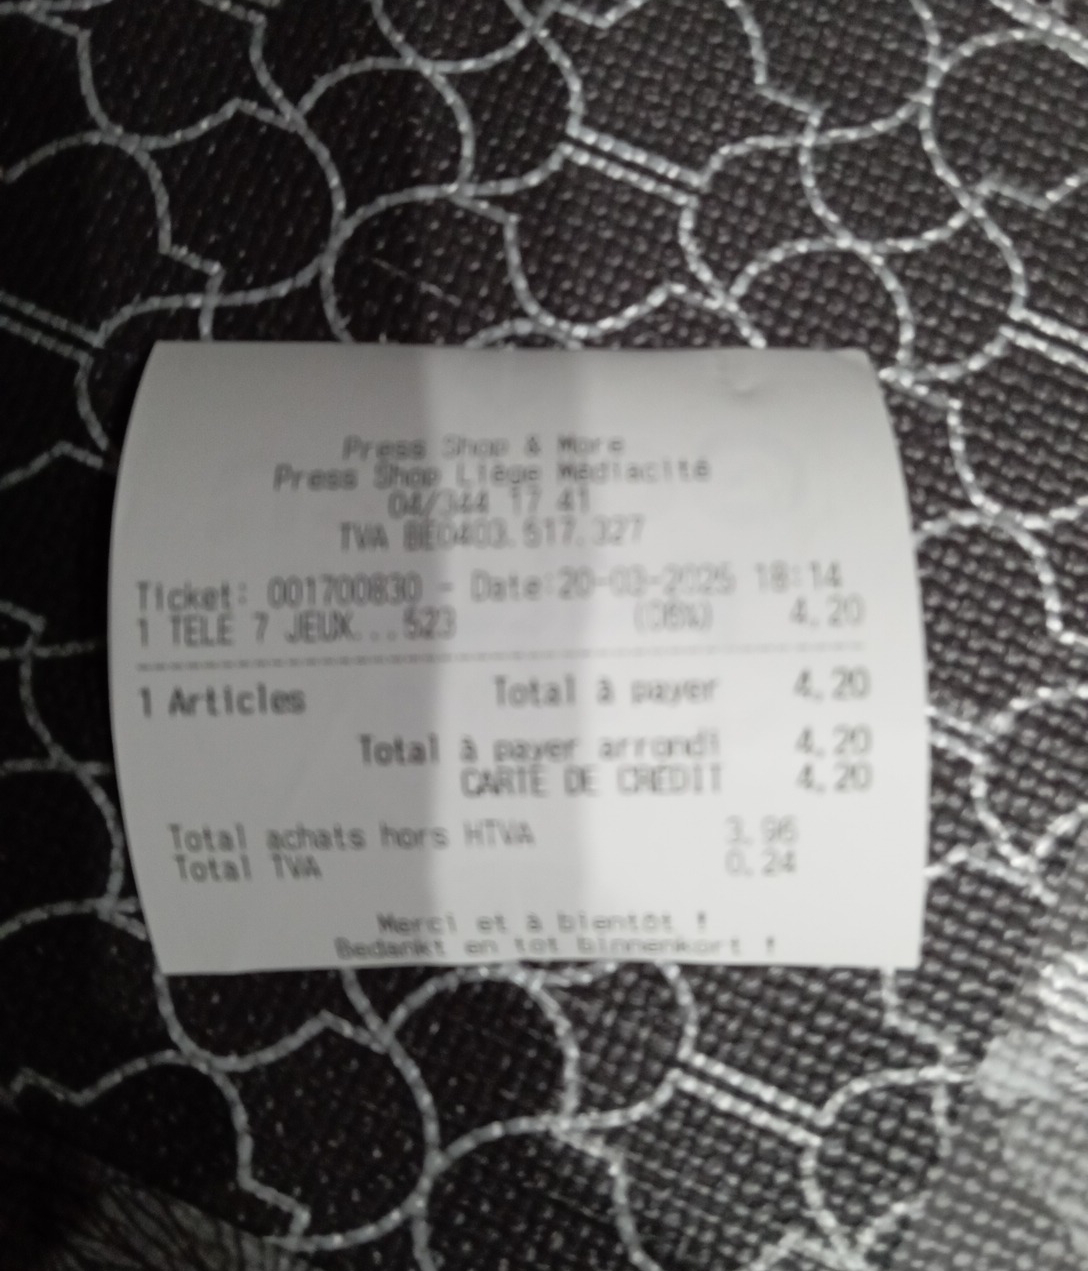 Press Shop & More
Press Shop Liège Médiacité
04/344 17 41
TVA BE0403.517.327
Ticket: 001700830 - Date:20-03-2025 18:14
1 TELE 7 JEUX...523 (06%) 4,20
1 Articles Total à payer 4,20
Total à payer arrondi 4,20
CARTE DE CREDIT 4,20
Total achats hors HTVA 3,96
Total TVA 0,24
Merci et à bientôt !
Bedankt en tot binnenkort !